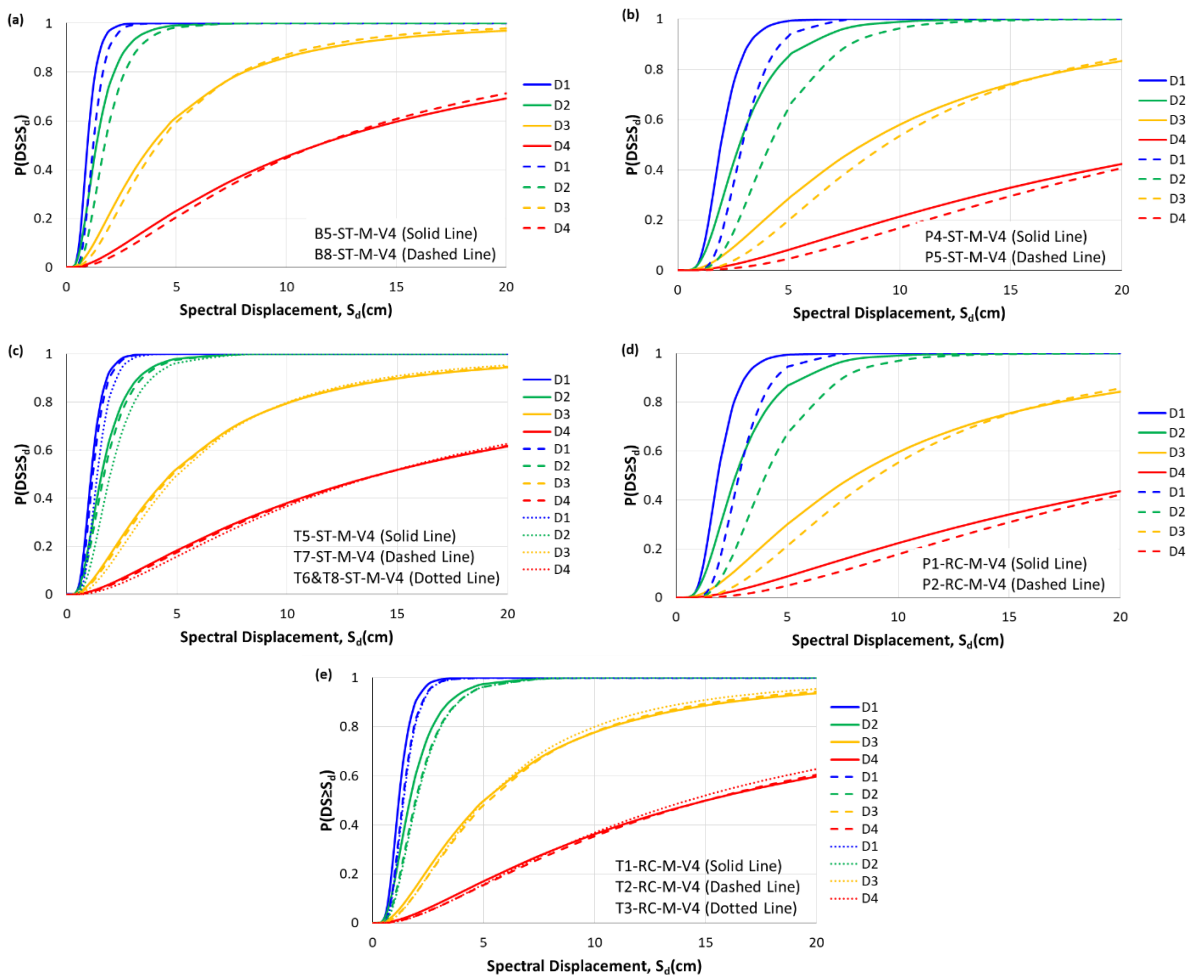 (a)
P(DS≥Sd)
1
0.8
0.6
0.4
0.2
0
0
5
10
15
20
Spectral Displacement, Sd(cm)
B5-ST-M-V4 (Solid Line)
B8-ST-M-V4 (Dashed Line)
D1
D2
D3
D4
D1
D2
D3
D4
(b)
P(DS≥Sd)
1
0.8
0.6
0.4
0.2
0
0
5
10
15
20
Spectral Displacement, Sd(cm)
P4-ST-M-V4 (Solid Line)
P5-ST-M-V4 (Dashed Line)
D1
D2
D3
D4
D1
D2
D3
D4
(c)
P(DS≥Sd)
1
0.8
0.6
0.4
0.2
0
0
5
10
15
20
Spectral Displacement, Sd(cm)
T5-ST-M-V4 (Solid Line)
T7-ST-M-V4 (Dashed Line)
T6&T8-ST-M-V4 (Dotted Line)
D1
D2
D3
D4
D1
D2
D3
D4
D1
D2
D3
D4
(d)
P(DS≥Sd)
1
0.8
0.6
0.4
0.2
0
0
5
10
15
20
Spectral Displacement, Sd(cm)
P1-RC-M-V4 (Solid Line)
P2-RC-M-V4 (Dashed Line)
D1
D2
D3
D4
D1
D2
D3
D4
(e)
P(DS≥Sd)
1
0.8
0.6
0.4
0.2
0
0
5
10
15
20
Spectral Displacement, Sd(cm)
T1-RC-M-V4 (Solid Line)
T2-RC-M-V4 (Dashed Line)
T3-RC-M-V4 (Dotted Line)
D1
D2
D3
D4
D1
D2
D3
D4
D1
D2
D3
D4